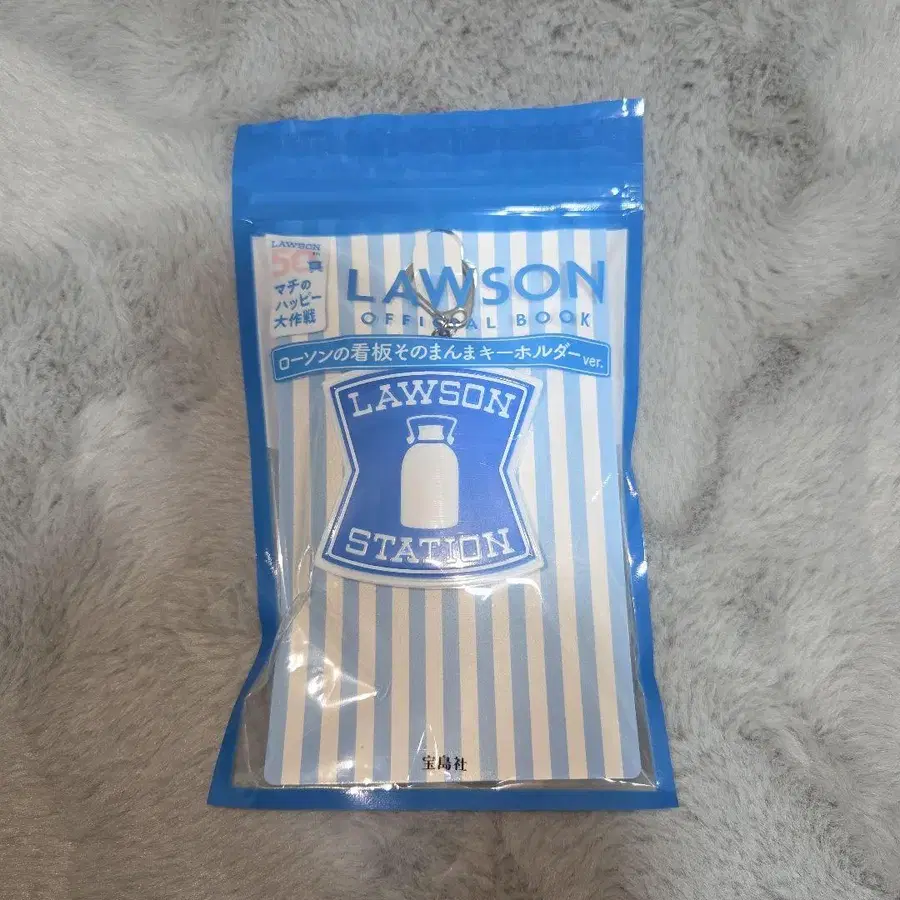 LAWSON
50th
マチの
ハッピー
大作戦
LAWSON
OFFICIAL BOOK
ローソンの看板そのまんまキーホルダーver.
LAWSON
STATION
宝島社